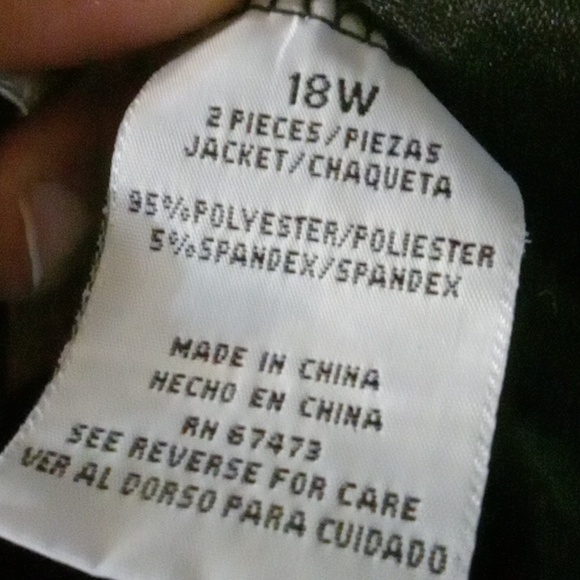 18W
2 PIECES/PIEZAS
JACKET/CHAQUETA
95%POLYESTER/POLIESTER
5%SPANDEX/SPANDEX
MADE IN CHINA
HECHO EN CHINA
RN 67473
SEE REVERSE FOR CARE
VER AL DORSO PARA CUIDADO